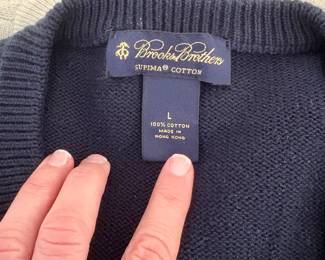 Brooks Brothers
SUPIMA® COTTON
L
100% COTTON
MADE IN
HONG KONG